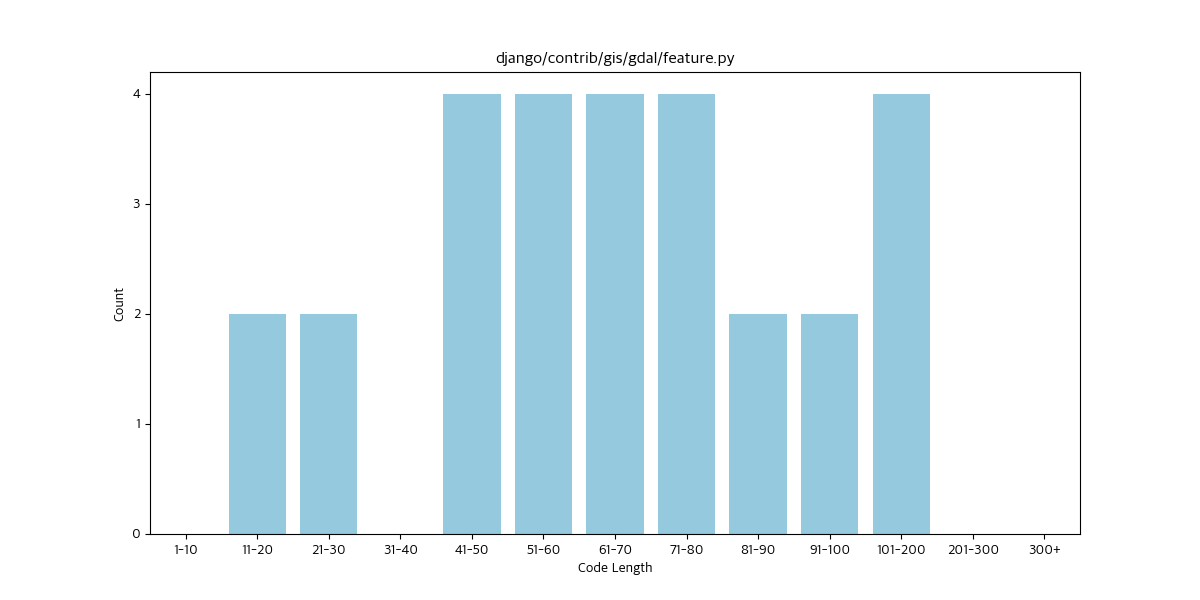 django/contrib/gis/gdal/feature.py
4
3
2
1
0
Count
1-10 11-20 21-30 31-40 41-50 51-60 61-70 71-80 81-90 91-100 101-200 201-300 300+
Code Length